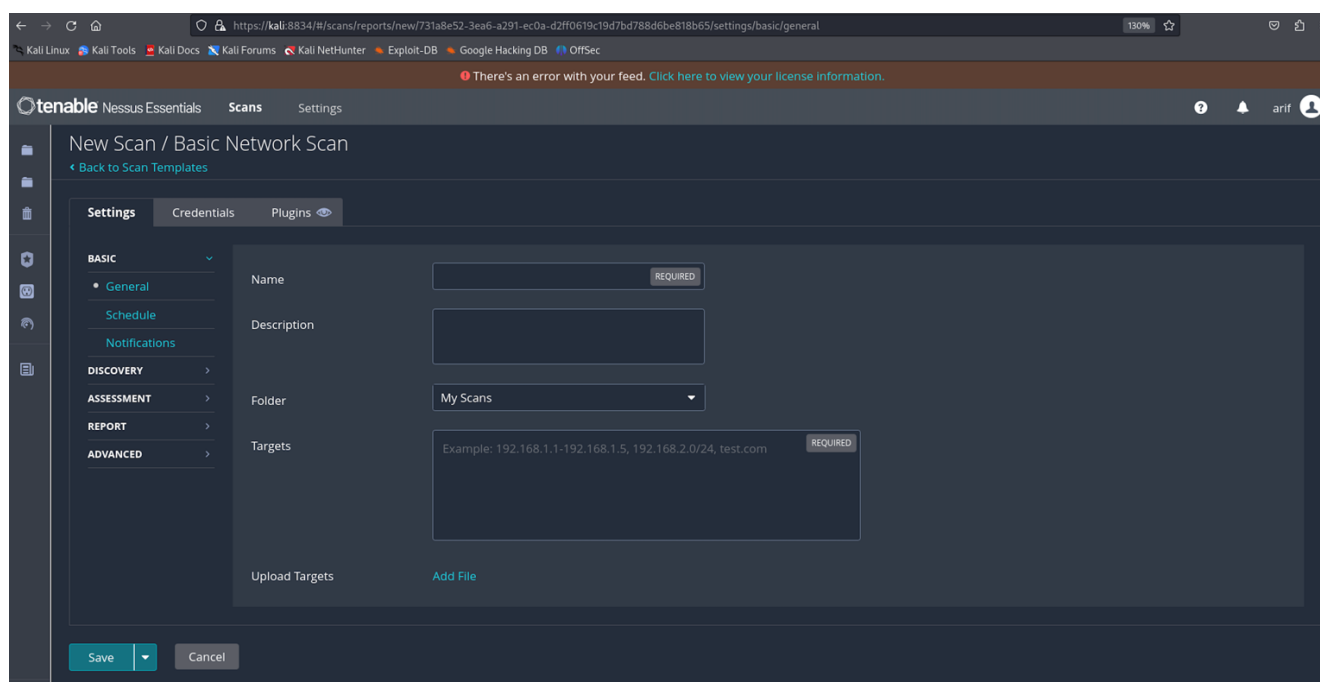 https://kali:8834/#/scans/reports/new/731a8e52-3ea6-a291-ec0a-d2ff0619c19d7bd788d6be818b65/settings/basic/general 130%
Kali Linux Kali Tools Kali Docs Kali Forums Kali NetHunter Exploit-DB Google Hacking DB OffSec
There's an error with your feed. Click here to view your license information.
tenable Nessus Essentials Scans Settings ? arif
New Scan / Basic Network Scan
Back to Scan Templates
Settings Credentials Plugins
BASIC
General
Schedule
Notifications
DISCOVERY
ASSESSMENT
REPORT
ADVANCED
Name REQUIRED
Description
Folder My Scans
Targets Example: 192.168.1.1-192.168.1.5, 192.168.2.0/24, test.com REQUIRED
Upload Targets Add File
Save Cancel